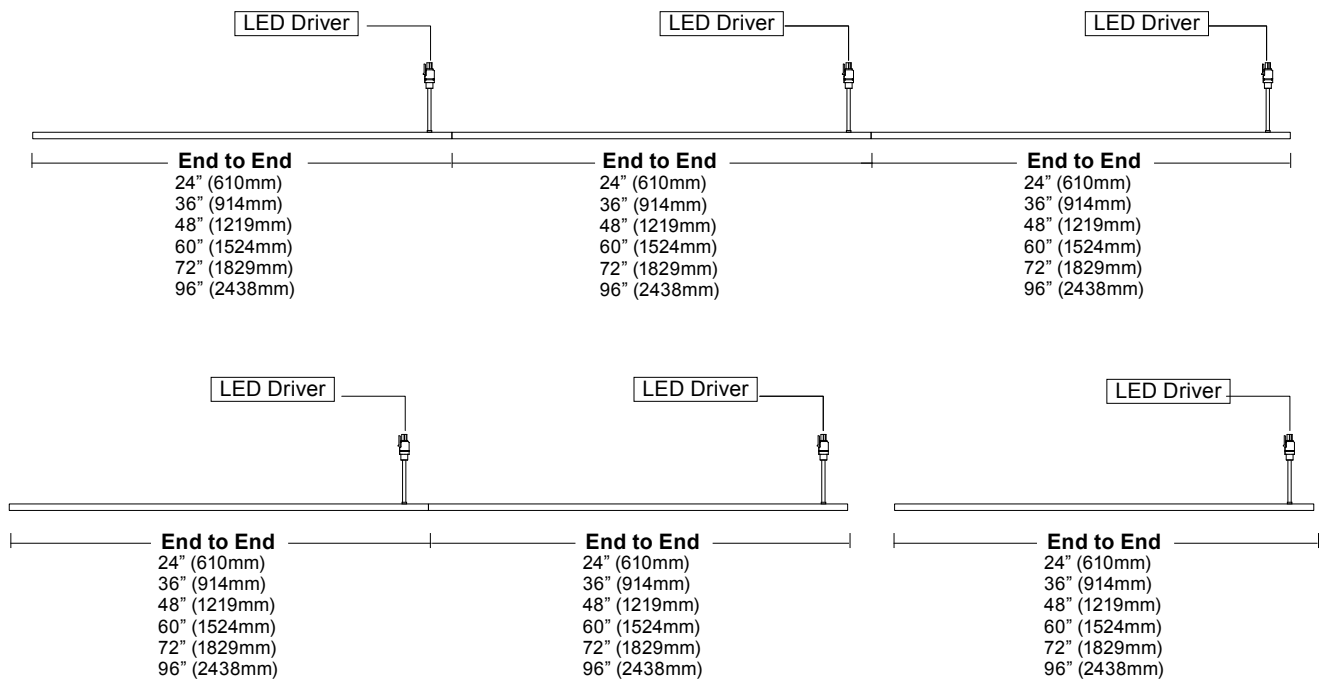 LED Driver
LED Driver
LED Driver
End to End
24” (610mm)
36” (914mm)
48” (1219mm)
60” (1524mm)
72” (1829mm)
96” (2438mm)
End to End
24” (610mm)
36” (914mm)
48” (1219mm)
60” (1524mm)
72” (1829mm)
96” (2438mm)
End to End
24” (610mm)
36” (914mm)
48” (1219mm)
60” (1524mm)
72” (1829mm)
96” (2438mm)
LED Driver
LED Driver
LED Driver
End to End
24” (610mm)
36” (914mm)
48” (1219mm)
60” (1524mm)
72” (1829mm)
96” (2438mm)
End to End
24” (610mm)
36” (914mm)
48” (1219mm)
60” (1524mm)
72” (1829mm)
96” (2438mm)
End to End
24” (610mm)
36” (914mm)
48” (1219mm)
60” (1524mm)
72” (1829mm)
96” (2438mm)